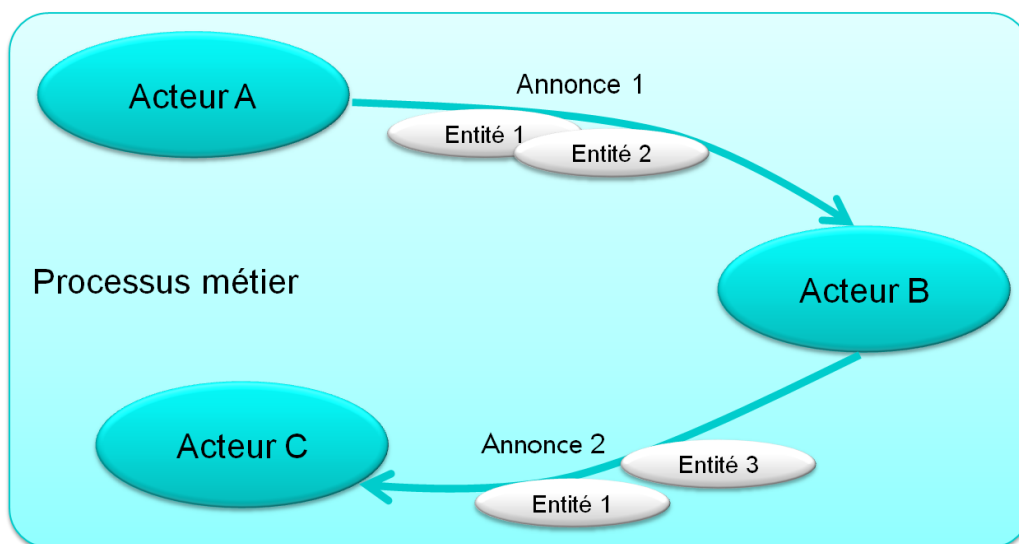 Acteur A
Annonce 1
Entité 1
Entité 2
Processus métier
Acteur B
Acteur C
Annonce 2
Entité 3
Entité 1